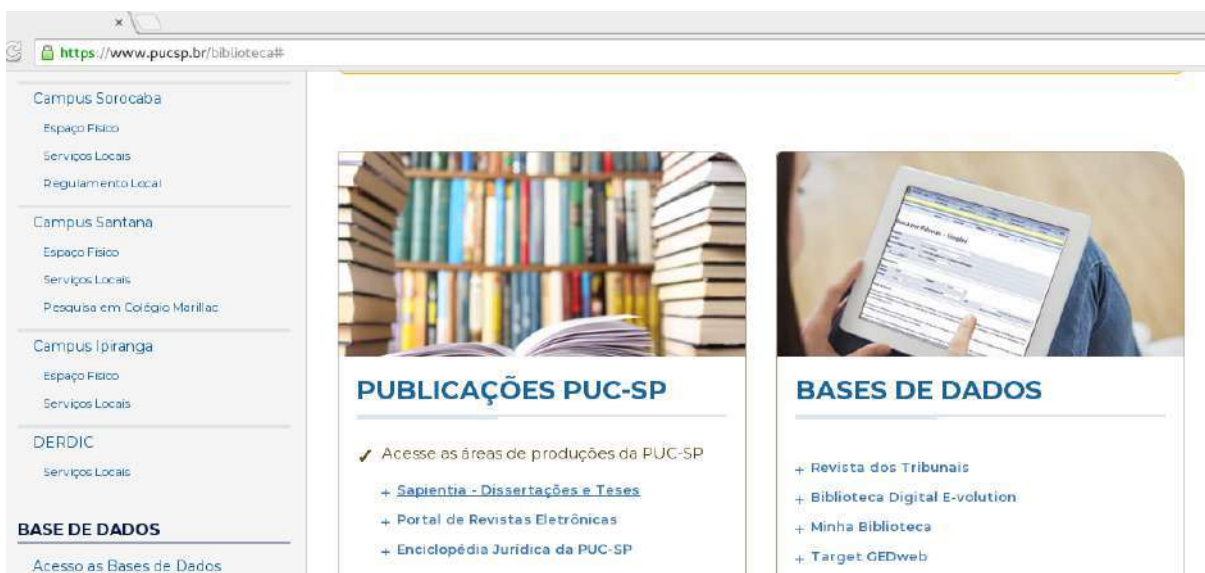 https://www.pucsp.br/biblioteca#
Campus Sorocaba
Espaço Físico
Serviços Locais
Regulamento Local
Campus Santana
Espaço Físico
Serviços Locais
Pesquisa em Colégio Marillac
Campus Ipiranga
Espaço Físico
Serviços Locais
DERDIC
Serviços Locais
BASE DE DADOS
Acesso as Bases de Dados
PUBLICAÇÕES PUC-SP
✓ Acesse as áreas de produções da PUC-SP
+ Sapientia - Dissertações e Teses
+ Portal de Revistas Eletrônicas
+ Enciclopédia Jurídica da PUC-SP
BASES DE DADOS
+ Revista dos Tribunais
+ Biblioteca Digital E-volution
+ Minha Biblioteca
+ Target GEDweb